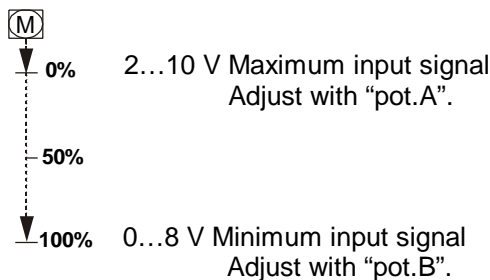 M
0% 2…10 V Maximum input signal
Adjust with “pot.A”.
50%
100% 0…8 V Minimum input signal
Adjust with “pot.B”.